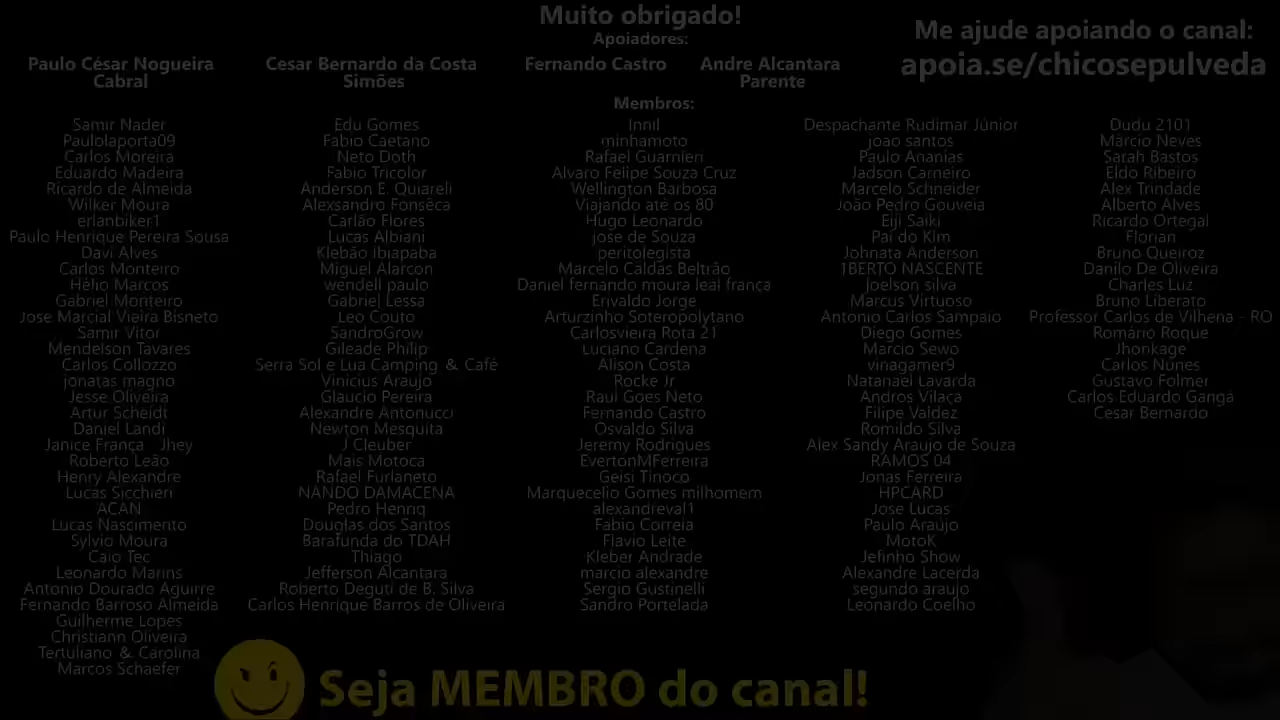 Muito obrigado!
Apoiadores:
Paulo César Nogueira
Cabral
Cesar Bernardo da Costa
Simões
Fernando Castro
Andre Alcantara
Parente
Me ajude apoiando o canal:
apoia.se/chicosepulveda
Membros:
Samir Nader
Paulolaporta09
Carlos Moreira
Eduardo Madeira
Ricardo de Almeida
Wilker Moura
erlanbiker1
Paulo Henrique Pereira Sousa
Davi Alves
Carlos Monteiro
Hélio Marcos
Gabriel Monteiro
Jose Marcial Vieira Bisneto
Samir Vitor
Mendelson Tavares
Carlos Collozzo
jonatas magno
Jesse Oliveira
Artur Scheidt
Daniel Landi
Janice França Jhey
Roberto Leão
Henry Alexandre
Lucas Sicchieri
ACAN
Lucas Nascimento
Sylvio Moura
Caio Tec
Leonardo Marins
Antonio Dourado Aguirre
Fernando Barroso Almeida
Guilherme Lopes
Christiann Oliveira
Tertuliano & Carolina
Marcos Schaefer
Edu Gomes
Fabio Caetano
Neto Doth
Fabio Tricolor
Anderson E. Quiareli
Alexsandro Fonsêca
Carlão Flores
Lucas Albiani
Klebão Ibiapaba
Miguel Alarcon
wendell paulo
Gabriel Lessa
Leo Couto
SandroGrow
Gileade Philip
Serra Sol e Lua Camping & Café
Vinicius Araujo
Glaucio Pereira
Alexandre Antonucci
Newton Mesquita
J Cleuber
Mais Motoca
Rafael Furlaneto
NANDO DAMACENA
Pedro Henriq
Douglas dos Santos
Barafunda do TDAH
Thiago
Jefferson Alcantara
Roberto Deguti de B. Silva
Carlos Henrique Barros de Oliveira
Innil
minhamoto
Rafael Guarnieri
Alvaro Felipe Souza Cruz
Wellington Barbosa
Viajando até os 80
Hugo Leonardo
jose de Souza
peritologista
Marcelo Caldas Beltrão
Daniel fernando moura leal frança
Erivaldo Jorge
Arturzinho Soteropolytano
Carlosvieira Rota 21
Luciano Cardena
Alison Costa
Rocke Jr
Raul Goes Neto
Fernando Castro
Osvaldo Silva
Jeremy Rodrigues
EvertonMFerreira
Geisi Tinoco
Marquecelio Gomes milhomem
alexandreval1
Fabio Correia
Flavio Leite
Kleber Andrade
marcio alexandre
Sergio Gustinelli
Sandro Portelada
Despachante Rudimar Júnior
joao santos
Paulo Ananias
Jadson Carneiro
Marcelo Schneider
João Pedro Gouveia
Eiji Saiki
Pai do Kim
Johnata Anderson
1BERTO NASCENTE
Joelson silva
Marcus Virtuoso
Antonio Carlos Sampaio
Diego Gomes
Marcio Sewo
vinagamer9
Natanael Lavarda
Andros Vilaça
Filipe Valdez
Romildo Silva
Alex Sandy Araujo de Souza
RAMOS 04
Jonas Ferreira
HPCARD
Jose Lucas
Paulo Araújo
MotoK
Jefinho Show
Alexandre Lacerda
segundo araujo
Leonardo Coelho
Dudu 2101
Márcio Neves
Sarah Bastos
Eldo Ribeiro
Alex Trindade
Alberto Alves
Ricardo Ortegal
Florian
Bruno Queiroz
Danilo De Oliveira
Charles Luz
Bruno Liberato
Professor Carlos de Vilhena - RO
Romário Roque
Jhonkage
Carlos Nunes
Gustavo Folmer
Carlos Eduardo Gangá
Cesar Bernardo
Seja MEMBRO do canal!